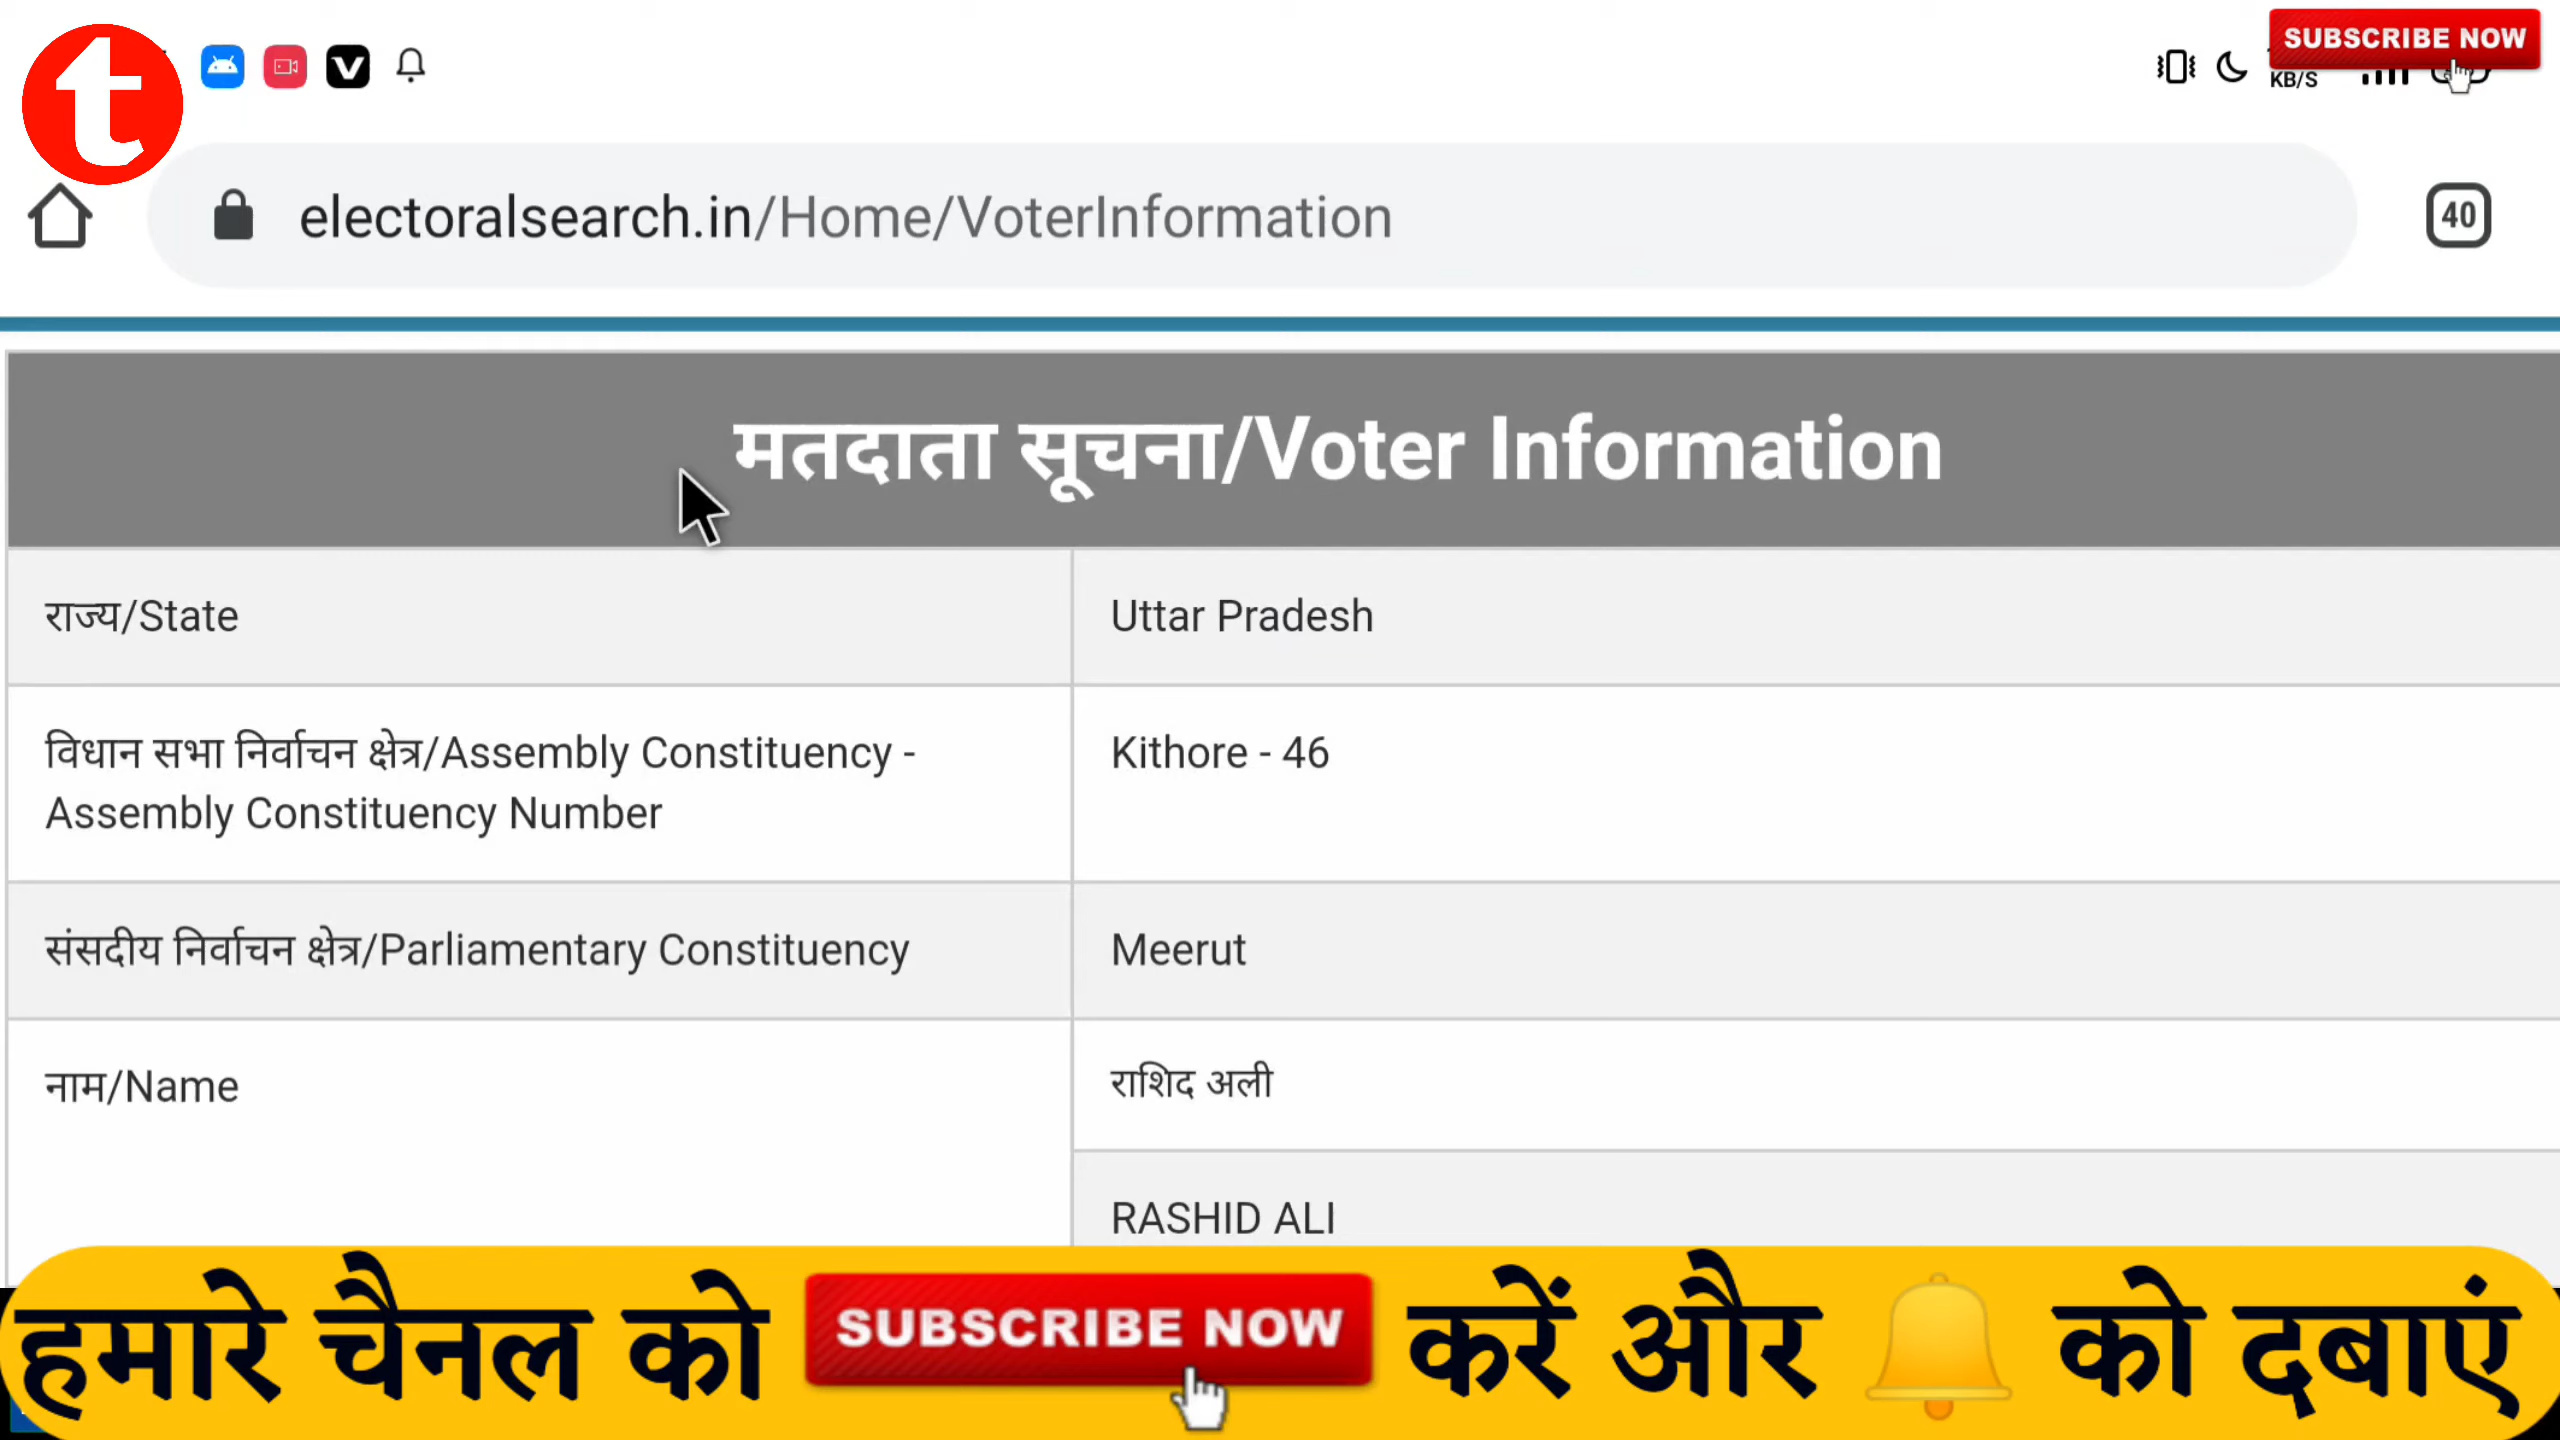 t
SUBSCRIBE NOW
KB/S
electoralsearch.in/Home/VoterInformation
40
मतदाता सूचना/Voter Information
राज्य/State
Uttar Pradesh
विधान सभा निर्वाचन क्षेत्र/Assembly Constituency -
Assembly Constituency Number
Kithore - 46
संसदीय निर्वाचन क्षेत्र/Parliamentary Constituency
Meerut
नाम/Name
राशिद अली
RASHID ALI
हमारे चैनल को SUBSCRIBE NOW करें और को दबाएं